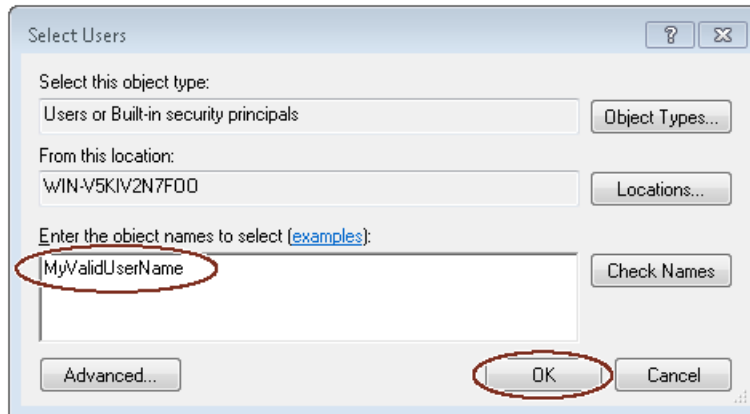 Select Users
Select this object type:
Users or Built-in security principals
Object Types...
From this location:
WIN-V5KIV2N7FOO
Locations...
Enter the object names to select (examples):
MyValidUserName
Check Names
Advanced...
OK
Cancel